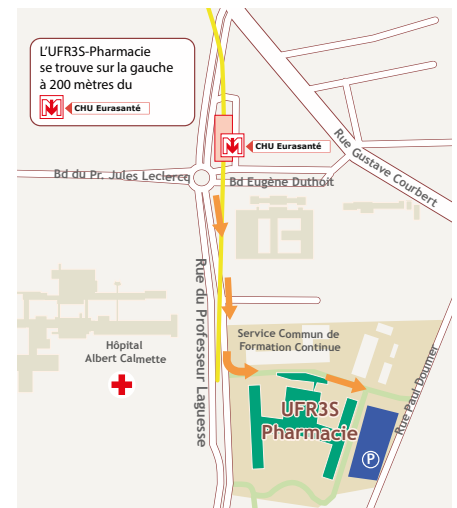 L'UFR3S-Pharmacie
se trouve sur la gauche
à 200 mètres du
CHU Eurasanté
CHU Eurasanté
Rue Gustave Courbert
Bd du Pr. Jules Leclercq
Bd Eugène Duthoit
Rue du Professeur Laguesse
Service Commun de
Formation Continue
Hôpital
Albert Calmette
UFR3S
Pharmacie
Rue Paul Doumer
P